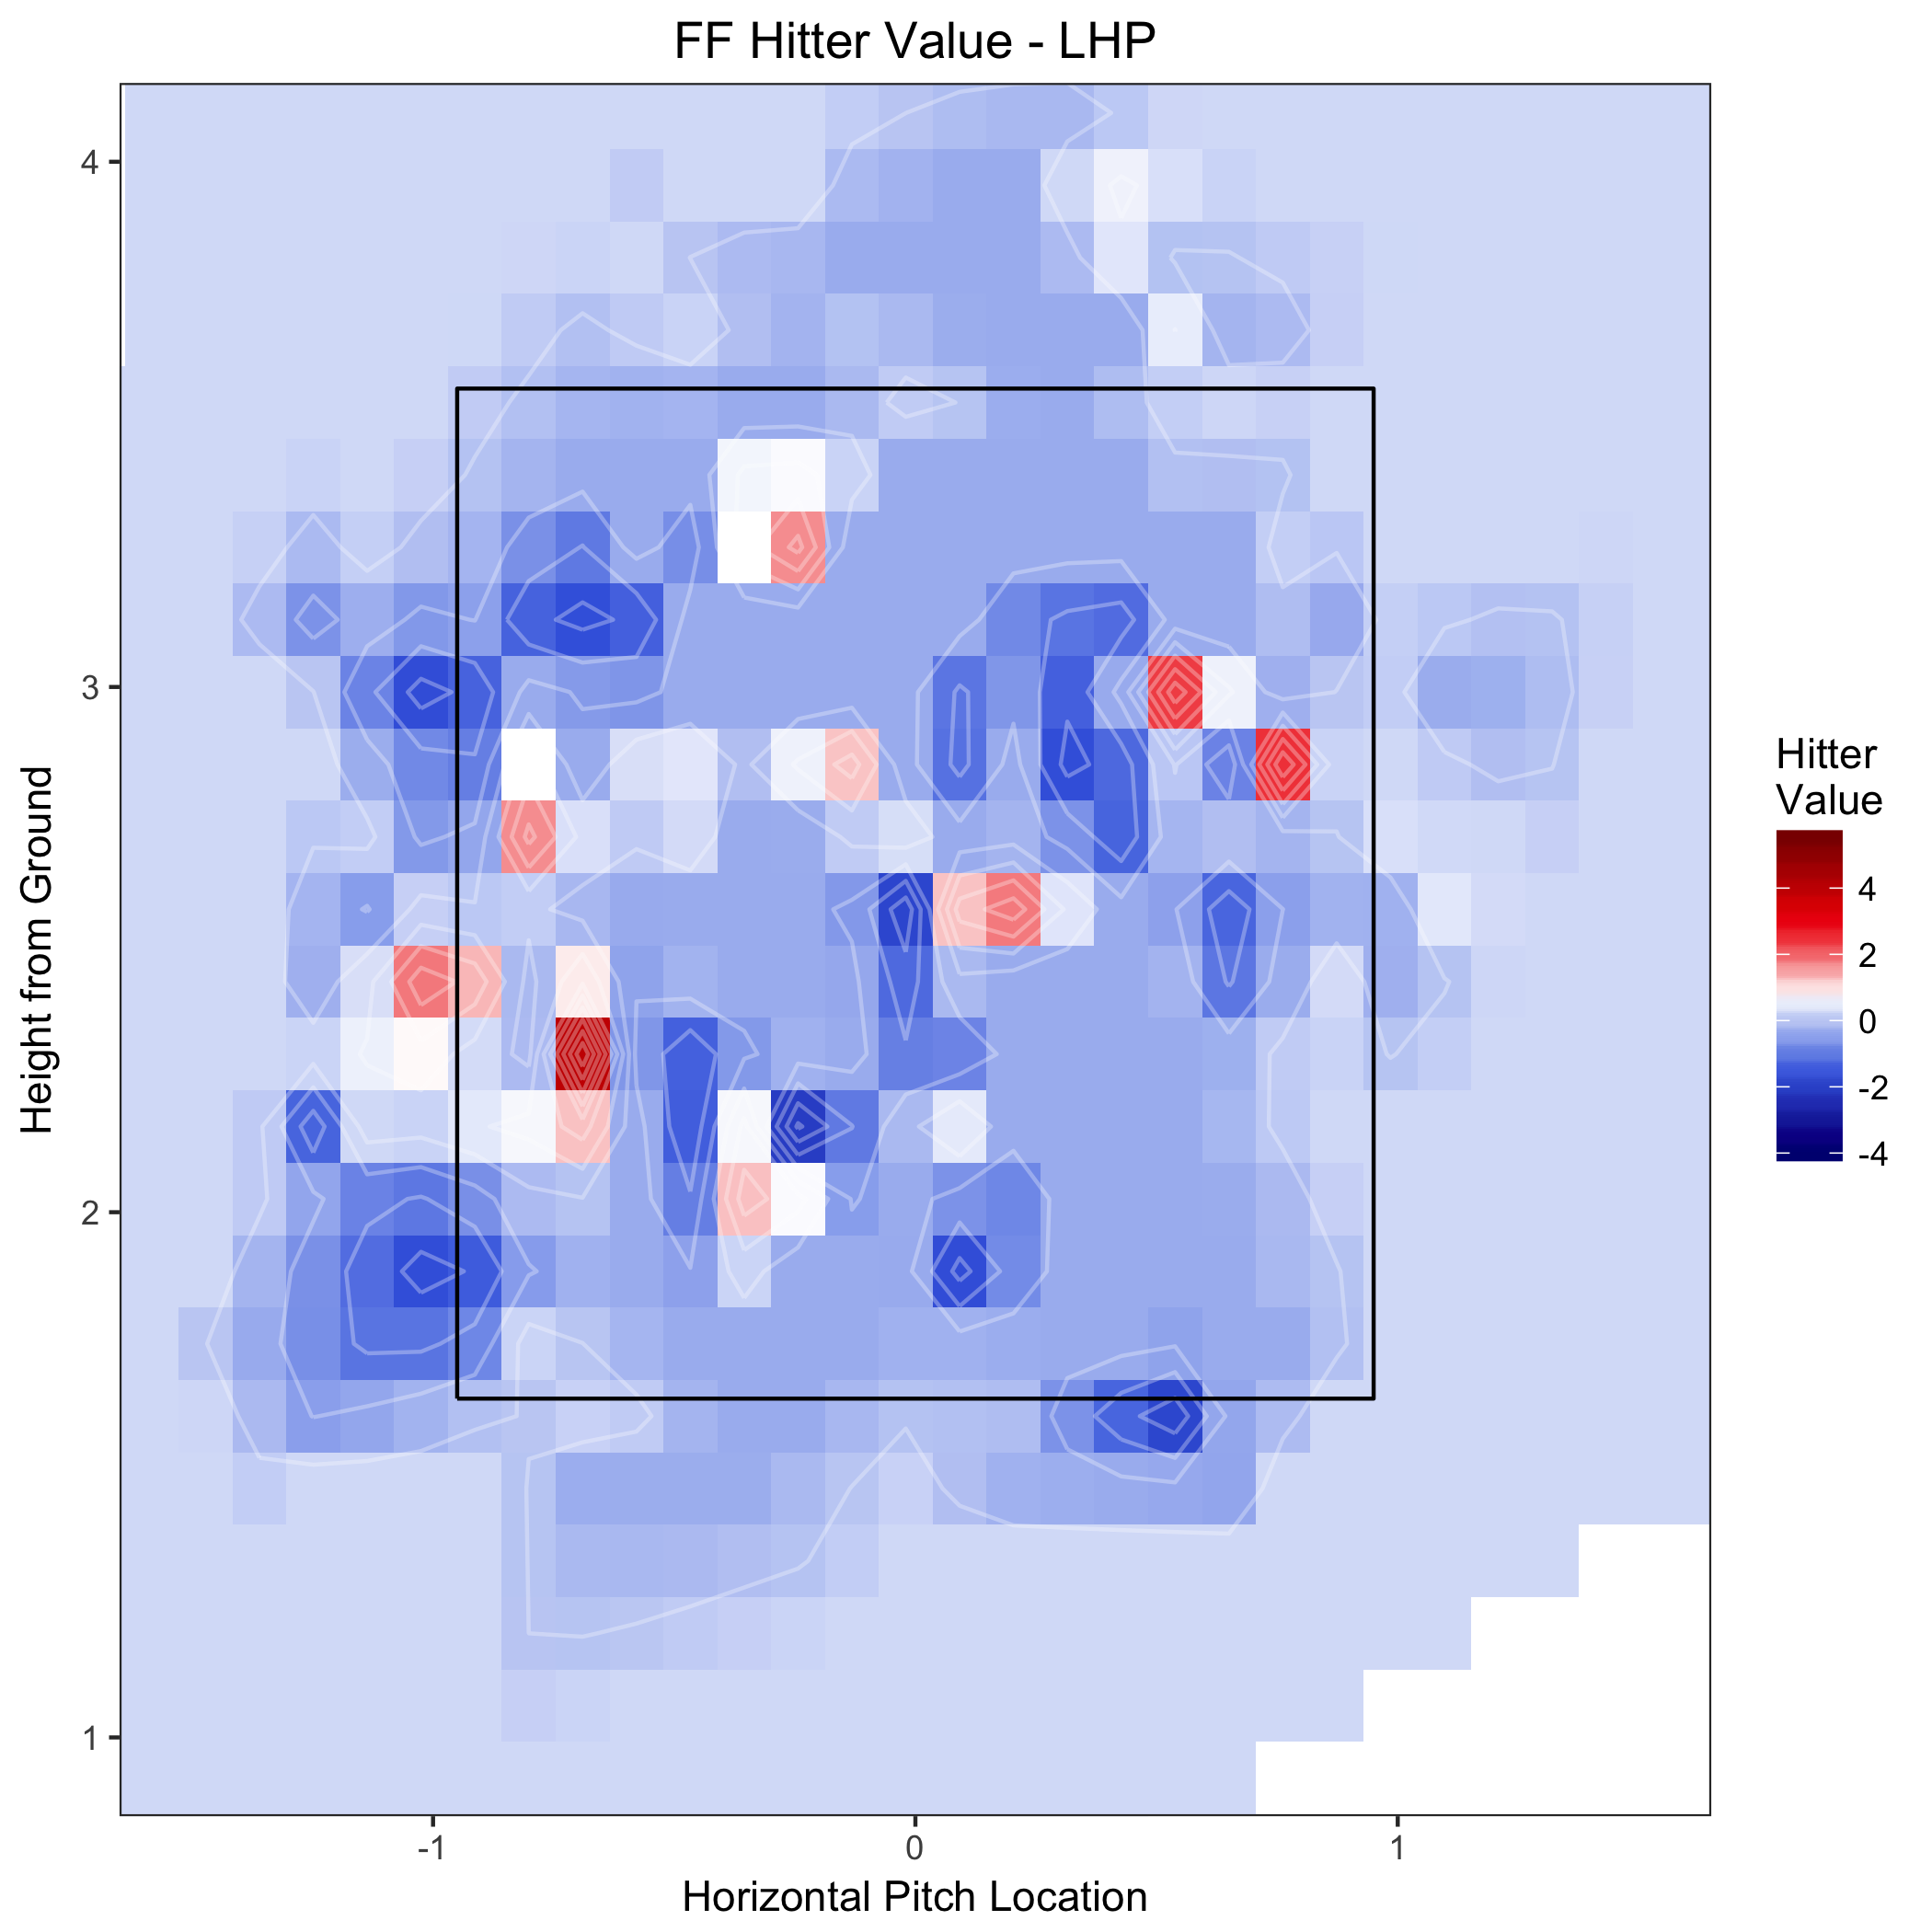 FF Hitter Value - LHP
4
3
2
1
Height from Ground
-1
0
1
Horizontal Pitch Location
Hitter
Value
4
2
0
-2
-4